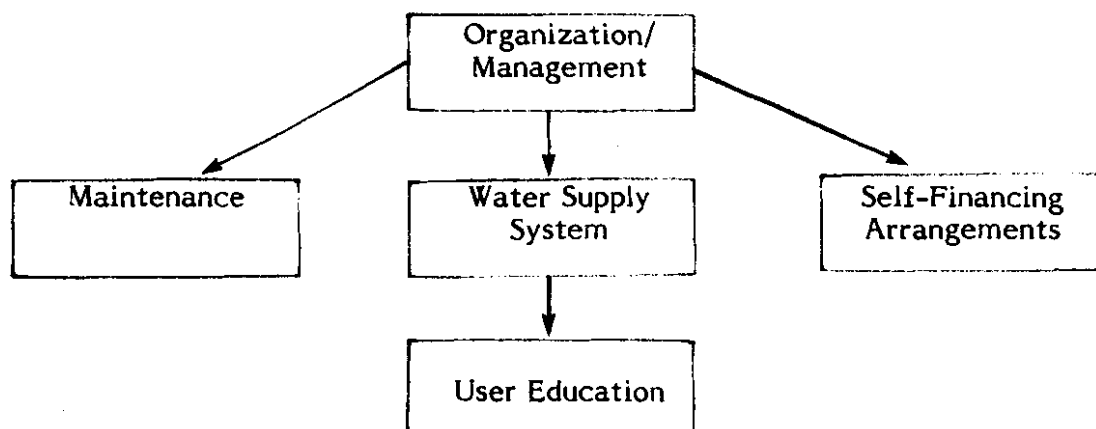 Organization/
Management
Maintenance
Water Supply
System
Self-Financing
Arrangements
User Education